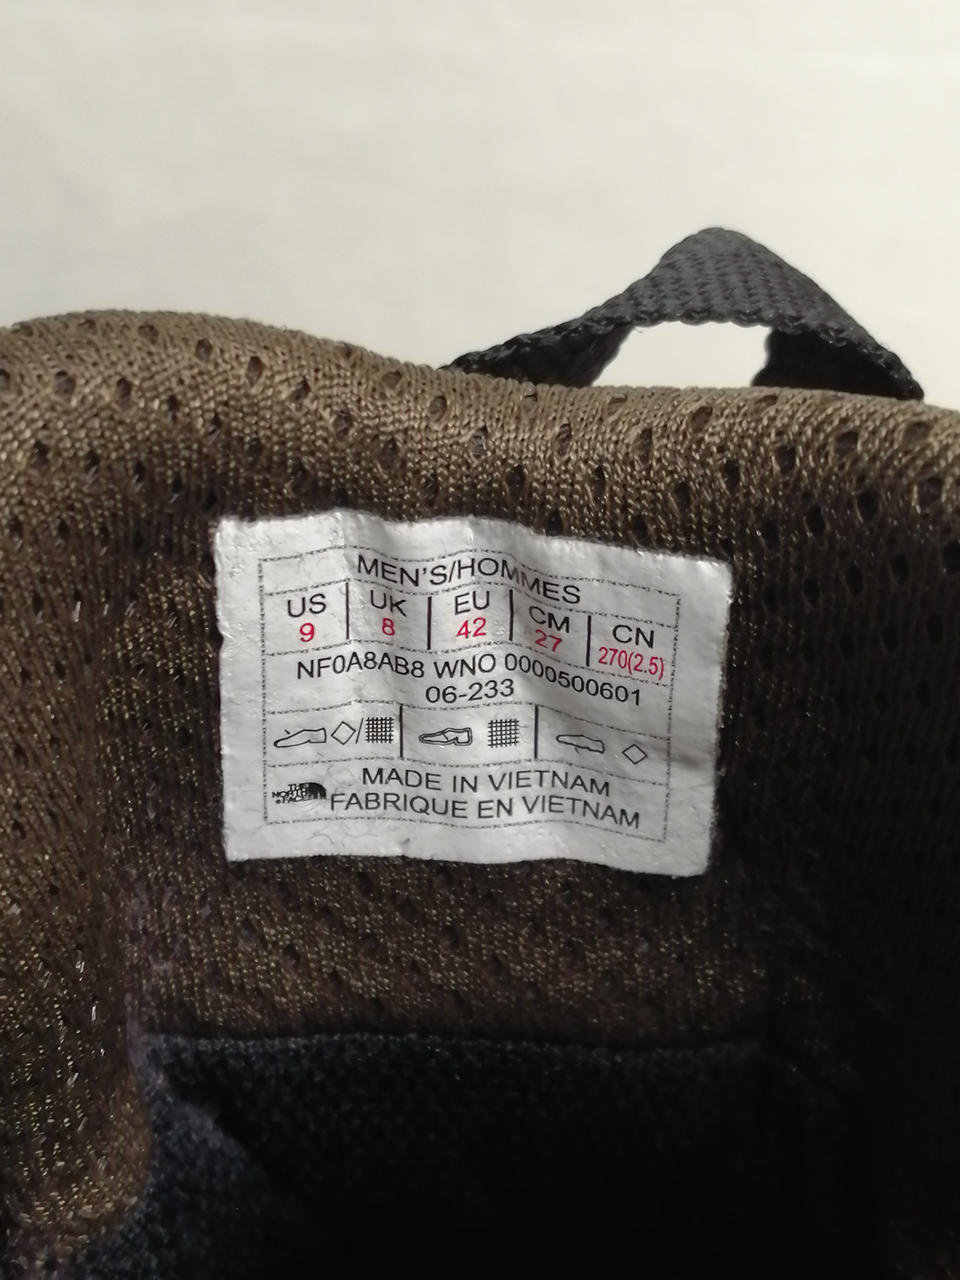 MEN'S/HOMMES
US UK EU CM CN
9 8 42 27 270(2.5)
NF0A8AB8 WNO 0000500601
06-233
MADE IN VIETNAM
THE NORTH FACE
FABRIQUE EN VIETNAM